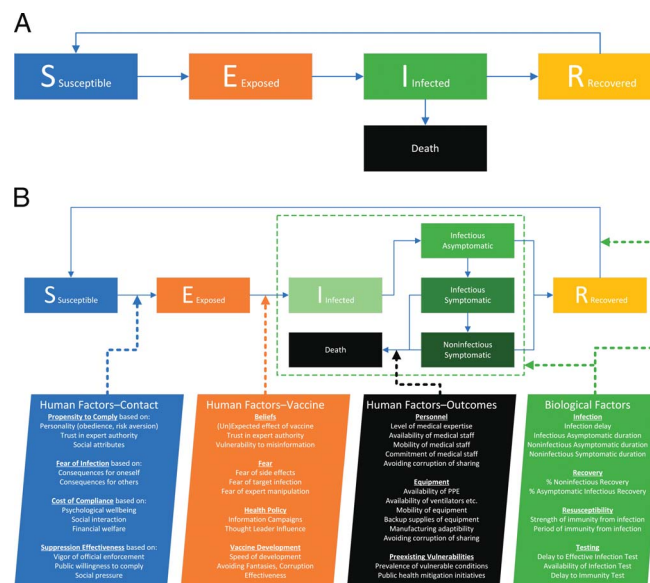 A
S Susceptible
E Exposed
I Infected
R Recovered
Death
B
Infectious
Asymptomatic
S Susceptible
E Exposed
I Infected
Infectious
Symptomatic
R Recovered
Death
Noninfectious
Symptomatic
Human Factors–Contact
Propensity to Comply based on:
Personality (obedience, risk aversion)
Trust in expert authority
Social attributes
Fear of Infection based on:
Consequences for oneself
Consequences for others
Cost of Compliance based on:
Psychological wellbeing
Social interaction
Financial welfare
Suppression Effectiveness based on:
Vigor of official enforcement
Public willingness to comply
Social pressure
Human Factors–Vaccine
Beliefs
(Un)Expected effect of vaccine
Trust in expert authority
Vulnerability to misinformation
Fear
Fear of side effects
Fear of target infection
Fear of expert manipulation
Health Policy
Information Campaigns
Thought Leader Influence
Vaccine Development
Speed of development
Avoiding Fantasies, Corruption
Effectiveness
Human Factors–Outcomes
Personnel
Level of medical expertise
Availability of medical staff
Mobility of medical staff
Commitment of medical staff
Avoiding corruption of sharing
Equipment
Availability of PPE
Availability of ventilators etc.
Mobility of equipment
Backup supplies of equipment
Manufacturing adaptability
Avoiding corruption of sharing
Preexisting Vulnerabilities
Prevalence of vulnerable conditions
Public health mitigation initiatives
Biological Factors
Infection
Infection delay
Infectious Asymptomatic duration
Infectious Symptomatic duration
Noninfectious Symptomatic duration
Recovery
% Noninfectious Recovery
% Asymptomatic Infectious Recovery
Resusceptibility
Strength of immunity from infection
Period of immunity from infection
Testing
Delay to Effective Infection Test
Availability of Infection Test
Delay to Immunity Test